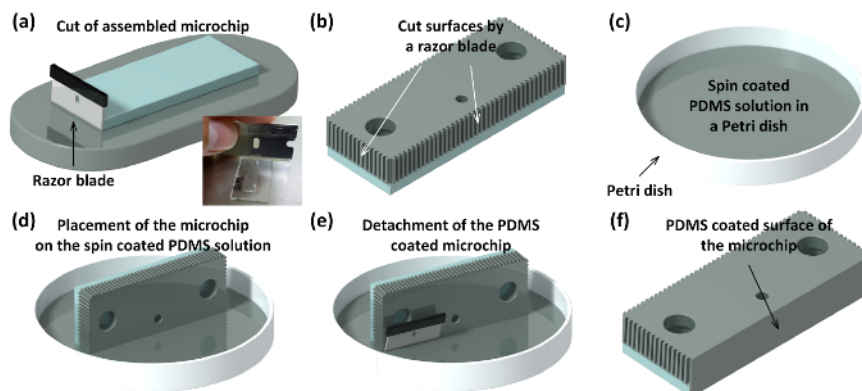 (a)
Cut of assembled microchip
Razor blade
(b)
Cut surfaces by
a razor blade
(c)
Spin coated
PDMS solution in
a Petri dish
Petri dish
(d)
Placement of the microchip
on the spin coated PDMS solution
(e)
Detachment of the PDMS
coated microchip
(f)
PDMS coated surface of
the microchip